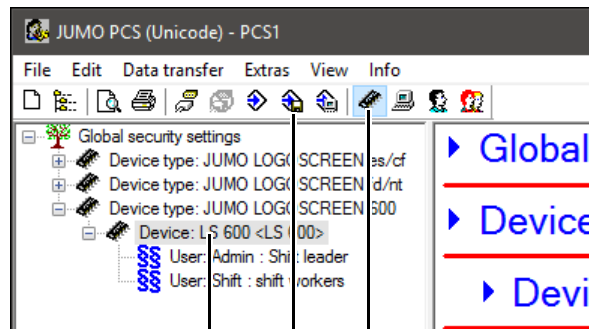 JUMO PCS (Unicode) - PCS1
File Edit Data transfer Extras View Info
Global security settings
Device type: JUMO LOGOSCREEN es/cf
Device type: JUMO LOGOSCREEN fd/nt
Device type: JUMO LOGOSCREEN 600
Device: LS 600 <LS 600>
User: Admin : Shift leader
User: Shift : shift workers
Global
Device
Devi